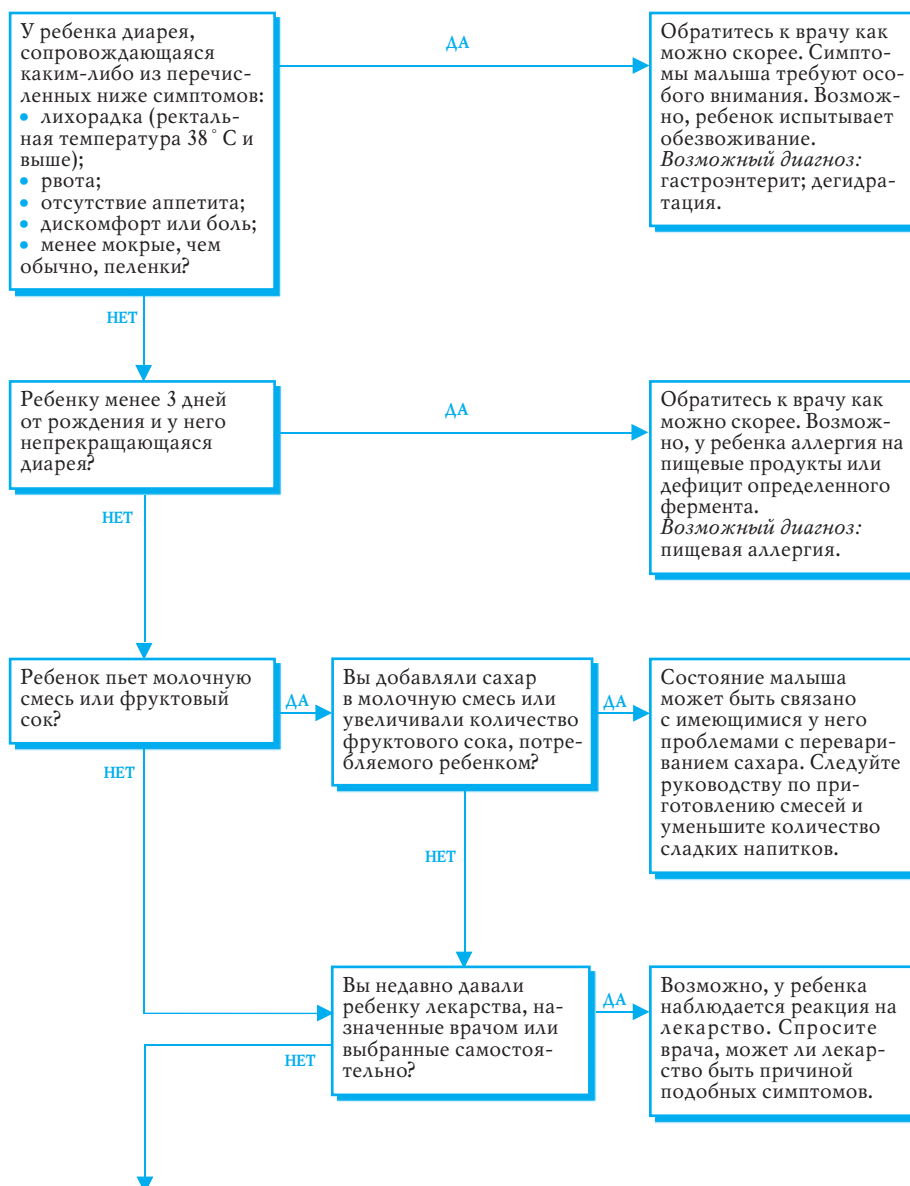 У ребенка диарея,
сопровождающаяся
каким-либо из перечис-
ленных ниже симптомов:
• лихорадка (ректаль-
ная температура 38° С и
выше);
• рвота;
• отсутствие аппетита;
• дискомфорт или боль;
• менее мокрые, чем
обычно, пеленки?
ДА
Обратитесь к врачу как
можно скорее. Симпто-
мы малыша требуют осо-
бого внимания. Возмож-
но, ребенок испытывает
обезвоживание.
Возможный диагноз:
гастроэнтерит; дегидра-
тация.
НЕТ
Ребенку менее 3 дней
от рождения и у него
непрекращающаяся
диарея?
ДА
Обратитесь к врачу как
можно скорее. Возмож-
но, у ребенка аллергия на
пищевые продукты или
дефицит определенного
фермента.
Возможный диагноз:
пищевая аллергия.
НЕТ
Ребенок пьет молочную
смесь или фруктовый
сок?
ДА
Вы добавляли сахар
в молочную смесь или
увеличивали количество
фруктового сока, потре-
бляемого ребенком?
ДА
Состояние малыша
может быть связано
с имеющимися у него
проблемами с перевари-
ванием сахара. Следуйте
руководству по при-
готовлению смесей и
уменьшите количество
сладких напитков.
НЕТ
НЕТ
Вы недавно давали
ребенку лекарства, на-
значенные врачом или
выбранные самостоя-
тельно?
ДА
Возможно, у ребенка
наблюдается реакция на
лекарство. Спросите
врача, может ли лекар-
ство быть причиной
подобных симптомов.
НЕТ